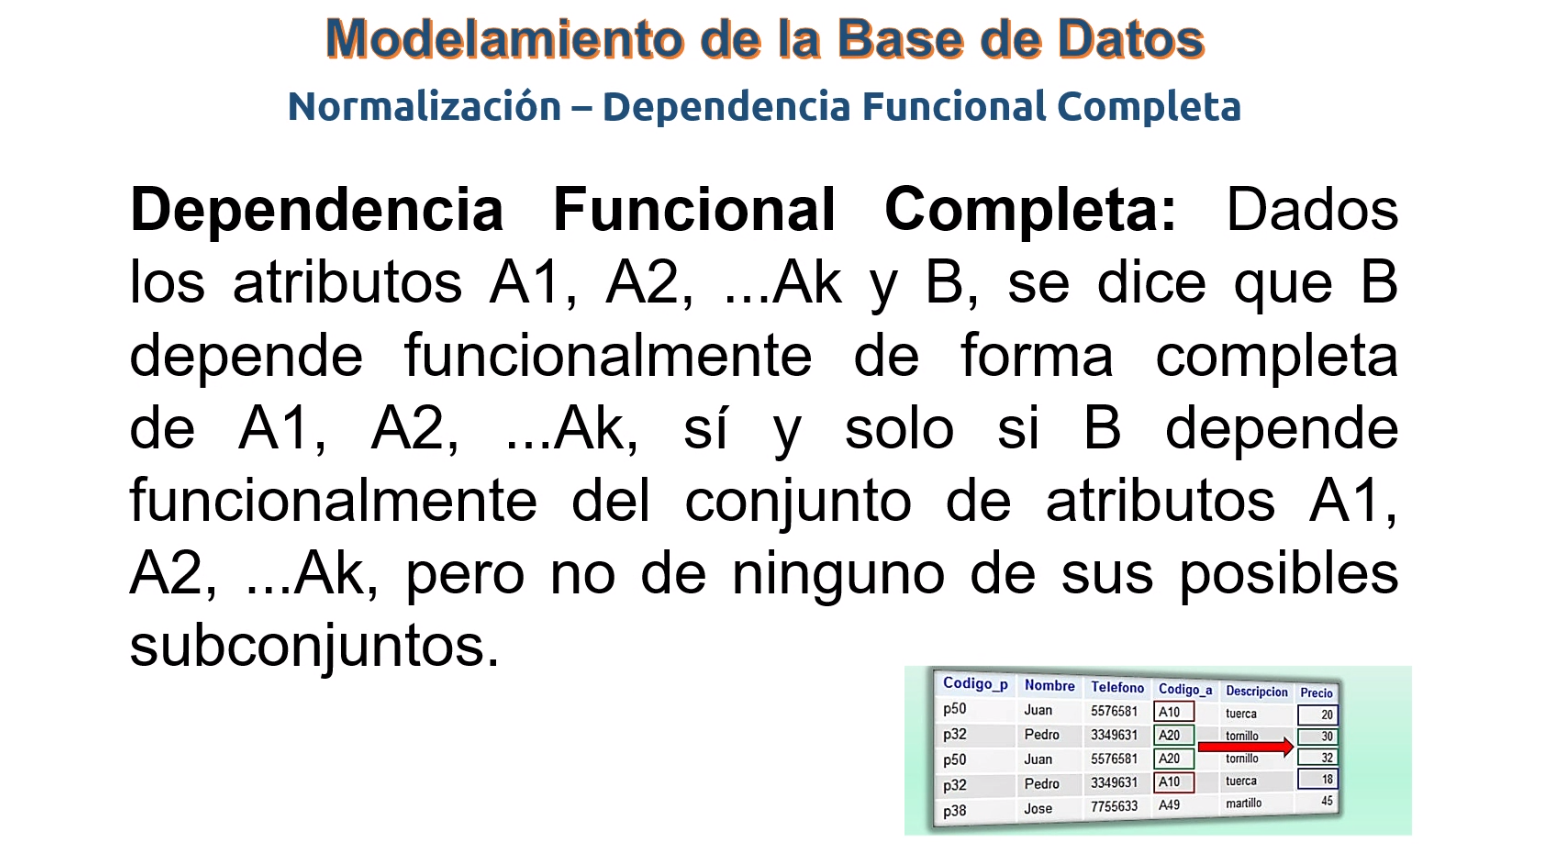 Modelamiento de la Base de Datos
Normalización – Dependencia Funcional Completa
Dependencia Funcional Completa: Dados
los atributos A1, A2, ...Ak y B, se dice que B
depende funcionalmente de forma completa
de A1, A2, ...Ak, sí y solo si B depende
funcionalmente del conjunto de atributos A1,
A2, ...Ak, pero no de ninguno de sus posibles
subconjuntos.
Codigo_p Nombre Telefono Codigo_a Descripcion Precio
p50 Juan 5576581 A10 tuerca 20
p32 Pedro 3349631 A20 tornillo 30
p50 Juan 5576581 A20 tornillo 32
p32 Pedro 3349631 A10 tuerca 18
p38 Jose 7755633 A49 martillo 45